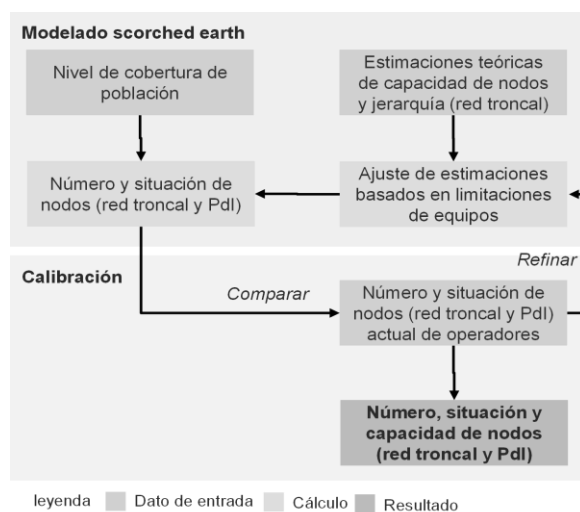 Modelado scorched earth
Nivel de cobertura de
población
Estimaciones teóricas
de capacidad de nodos
y jerarquía (red troncal)
Número y situación de
nodos (red troncal y PdI)
Ajuste de estimaciones
basados en limitaciones
de equipos
Calibración
Refinar
Comparar
Número y situación de
nodos (red troncal y PdI)
actual de operadores
Número, situación y
capacidad de nodos
(red troncal y PdI)
leyenda Dato de entrada Cálculo Resultado